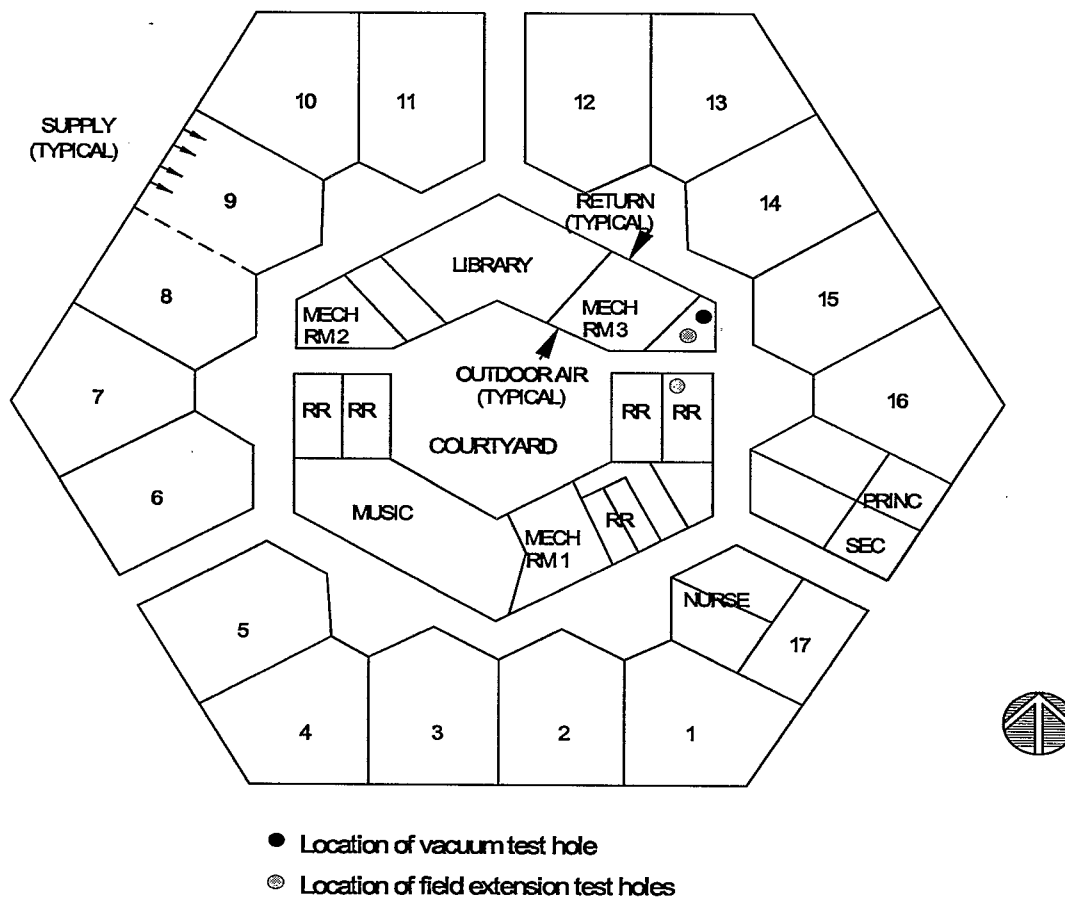 10
11
12
13
SUPPLY
(TYPICAL)
9
14
RETURN
(TYPICAL)
LIBRARY
8
15
MECH
RM 2
MECH
RM 3
OUTDOOR AIR
(TYPICAL)
7
16
RR
RR
RR
RR
COURTYARD
6
MUSIC
PRINC
RR
MECH
RM 1
SEC
NURSE
5
17
4
3
2
1
Location of vacuum test hole
Location of field extension test holes